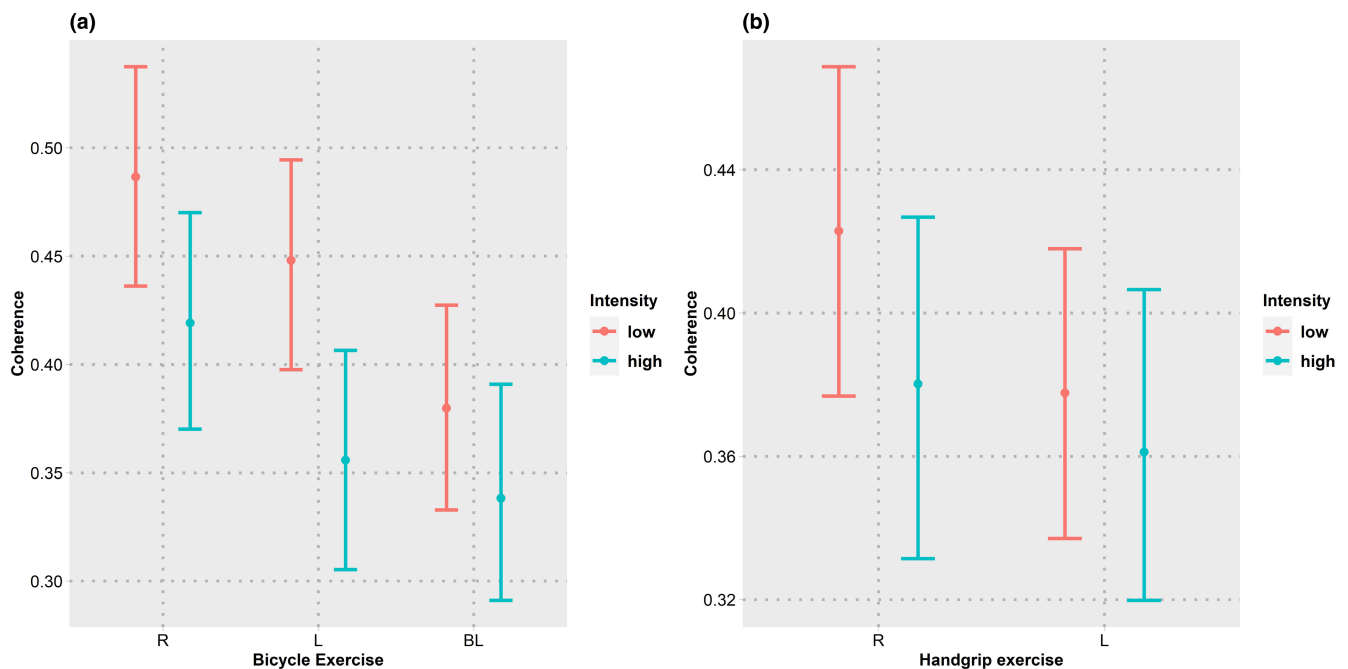 (a)
Coherence
0.50
0.45
0.40
0.35
0.30
R L BL
Bicycle Exercise
Intensity
low
high
(b)
Coherence
0.44
0.40
0.36
0.32
R L
Handgrip exercise
Intensity
low
high